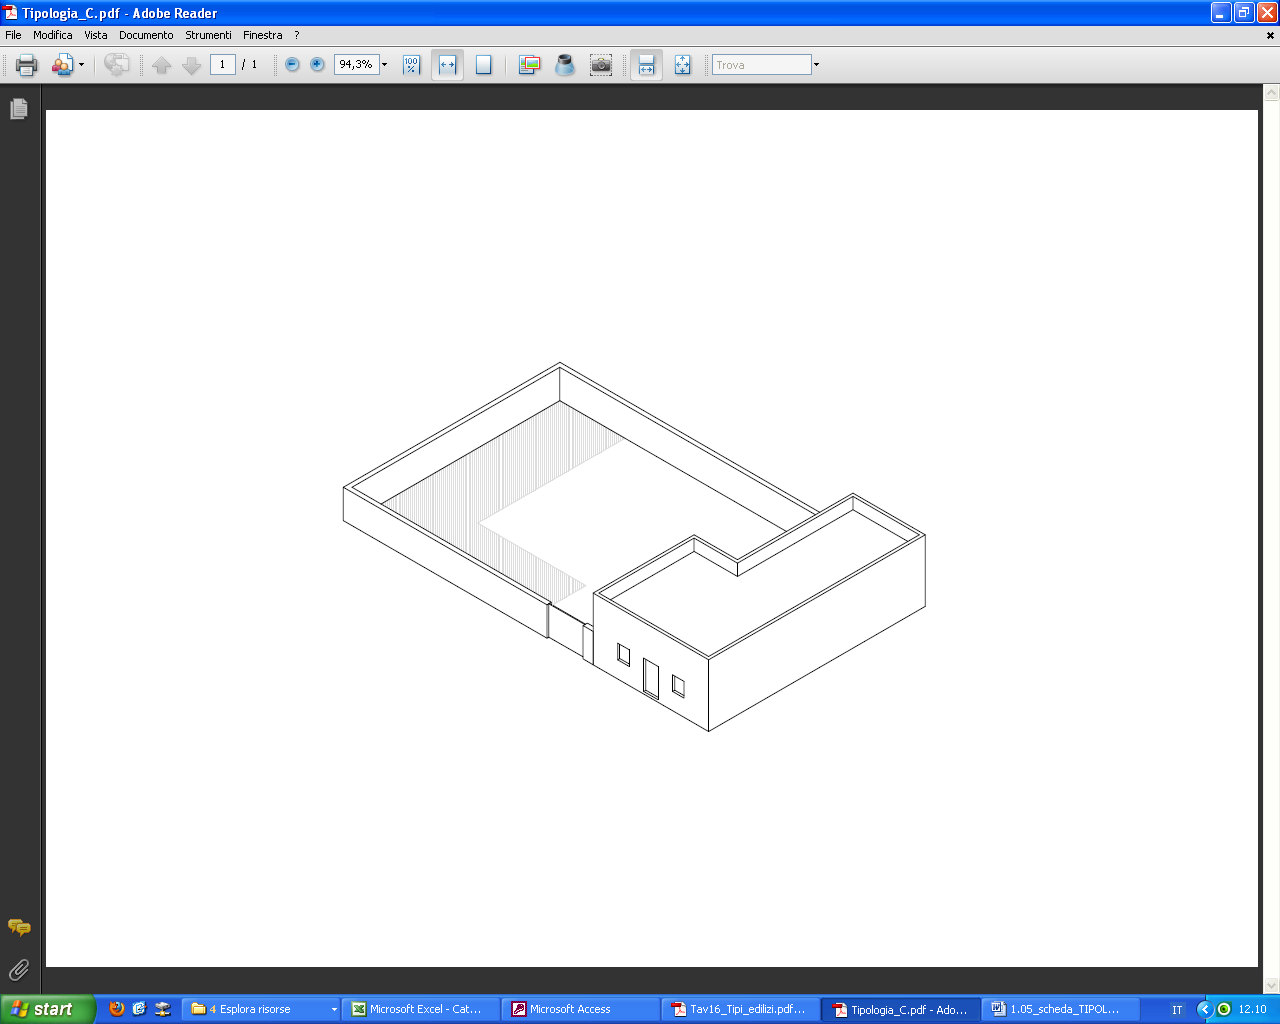 Tipologia_C.pdf - Adobe Reader
File Modifica Vista Documento Strumenti Finestra ?
1 / 1 94,3% 100 % Trova
start 4 Esplora risorse Microsoft Excel - Cat... Microsoft Access Tav16_Tipi_edilizi.pdf... Tipologia_C.pdf - Ado... 1.05_scheda_TIPOL... IT 12.10